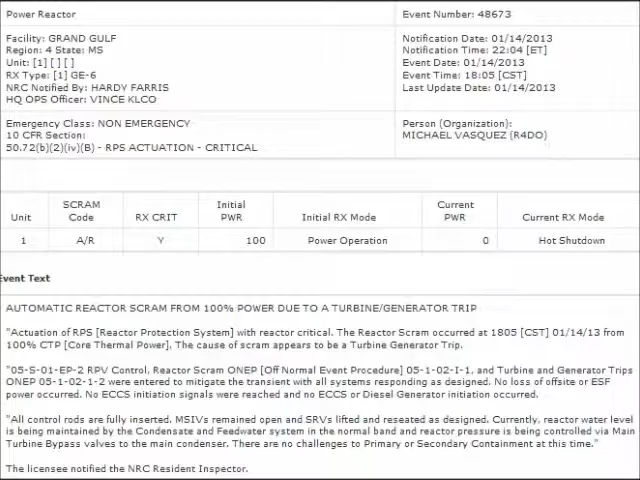 Power Reactor
Event Number: 48673
Facility: GRAND GULF
Region: 4 State: MS
Unit: [1] [ ] [ ]
RX Type: [1] GE-6
NRC Notified By: HARDY FARRIS
HQ OPS Officer: VINCE KLCO
Notification Date: 01/14/2013
Notification Time: 22:04 [ET]
Event Date: 01/14/2013
Event Time: 18:05 [CST]
Last Update Date: 01/14/2013
Emergency Class: NON EMERGENCY
10 CFR Section:
50.72(b)(2)(iv)(B) - RPS ACTUATION - CRITICAL
Person (Organization):
MICHAEL VASQUEZ (R4DO)
Unit SCRAM Code RX CRIT Initial PWR Initial RX Mode Current PWR Current RX Mode
1 A/R Y 100 Power Operation 0 Hot Shutdown
Event Text
AUTOMATIC REACTOR SCRAM FROM 100% POWER DUE TO A TURBINE/GENERATOR TRIP
"Actuation of RPS [Reactor Protection System] with reactor critical. The Reactor Scram occurred at 1805 [CST] 01/14/13 from
100% CTP [Core Thermal Power], The cause of scram appears to be a Turbine Generator Trip.
"05-S-01-EP-2 RPV Control, Reactor Scram ONEP [Off Normal Event Procedure] 05-1-02-I-1, and Turbine and Generator Trips
ONEP 05-1-02-1-2 were entered to mitigate the transient with all systems responding as designed. No loss of offsite or ESF
power occurred. No ECCS initiation signals were reached and no ECCS or Diesel Generator initiation occurred.
"All control rods are fully inserted. MSIVs remained open and SRVs lifted and reseated as designed. Currently, reactor water level
is being maintained by the Condensate and Feedwater system in the normal band and reactor pressure is being controlled via Main
Turbine Bypass valves to the main condenser. There are no challenges to Primary or Secondary Containment at this time."
The licensee notified the NRC Resident Inspector.